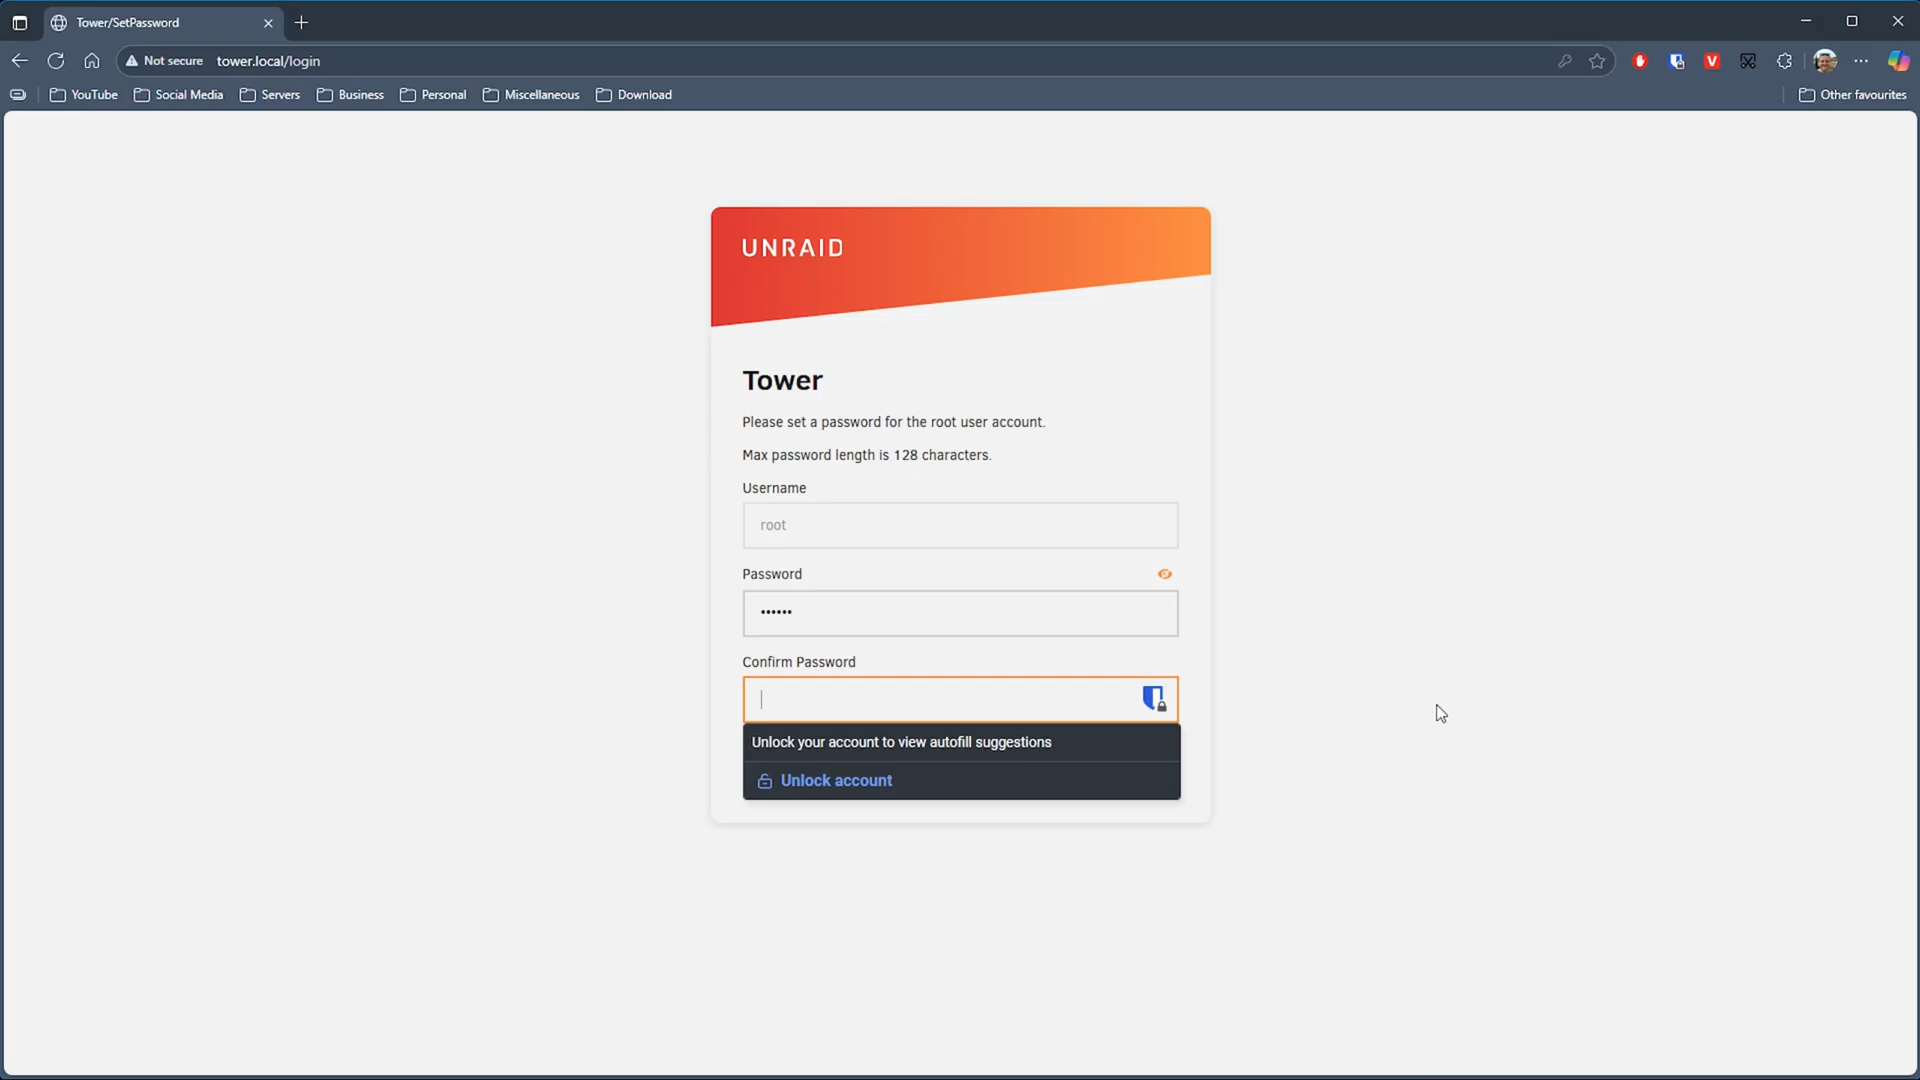 Tower/SetPassword
Not secure
tower.local/login
YouTube
Social Media
Servers
Business
Personal
Miscellaneous
Download
Other favourites
UNRAID
Tower
Please set a password for the root user account.
Max password length is 128 characters.
Username
root
Password
••••••
Confirm Password
Unlock your account to view autofill suggestions
Unlock account